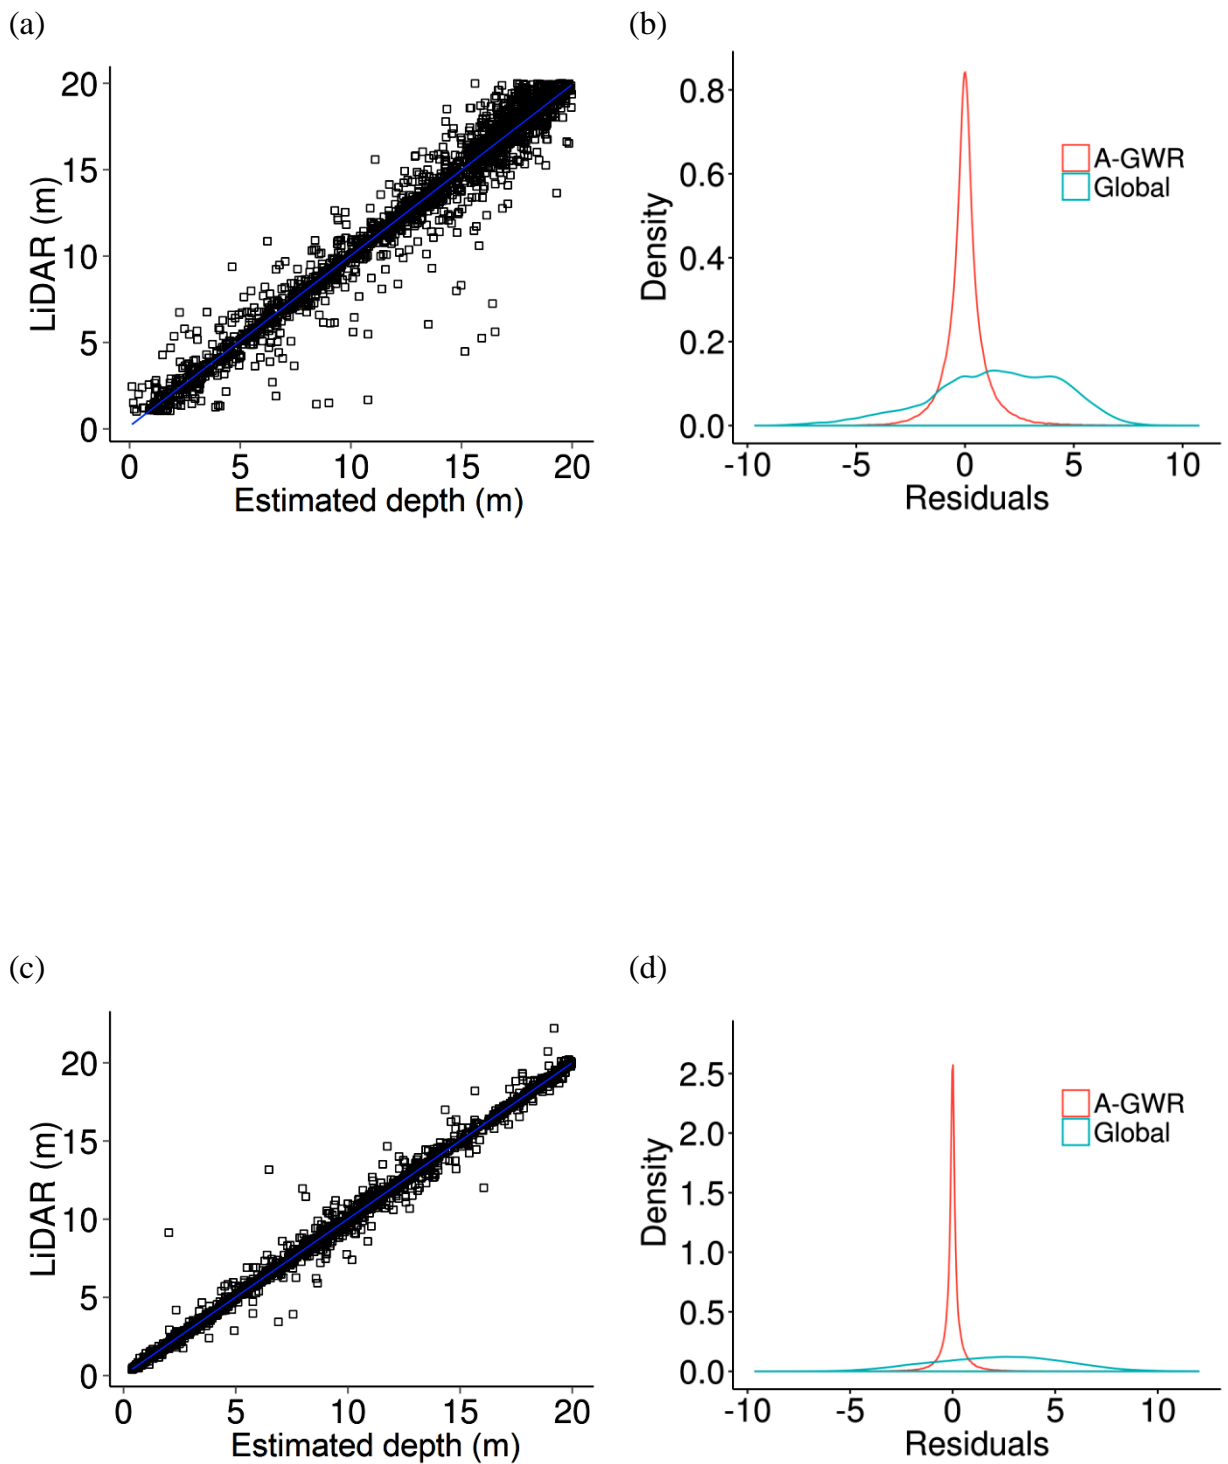 (a)
(b)
20
15
10
5
0
LiDAR (m)
0 5 10 15 20
Estimated depth (m)
0.8
0.6
0.4
0.2
0.0
Density
A-GWR
Global
-10 -5 0 5 10
Residuals
(c)
(d)
20
15
10
5
0
LiDAR (m)
0 5 10 15 20
Estimated depth (m)
2.5
2.0
1.5
1.0
0.5
0.0
Density
A-GWR
Global
-10 -5 0 5 10
Residuals